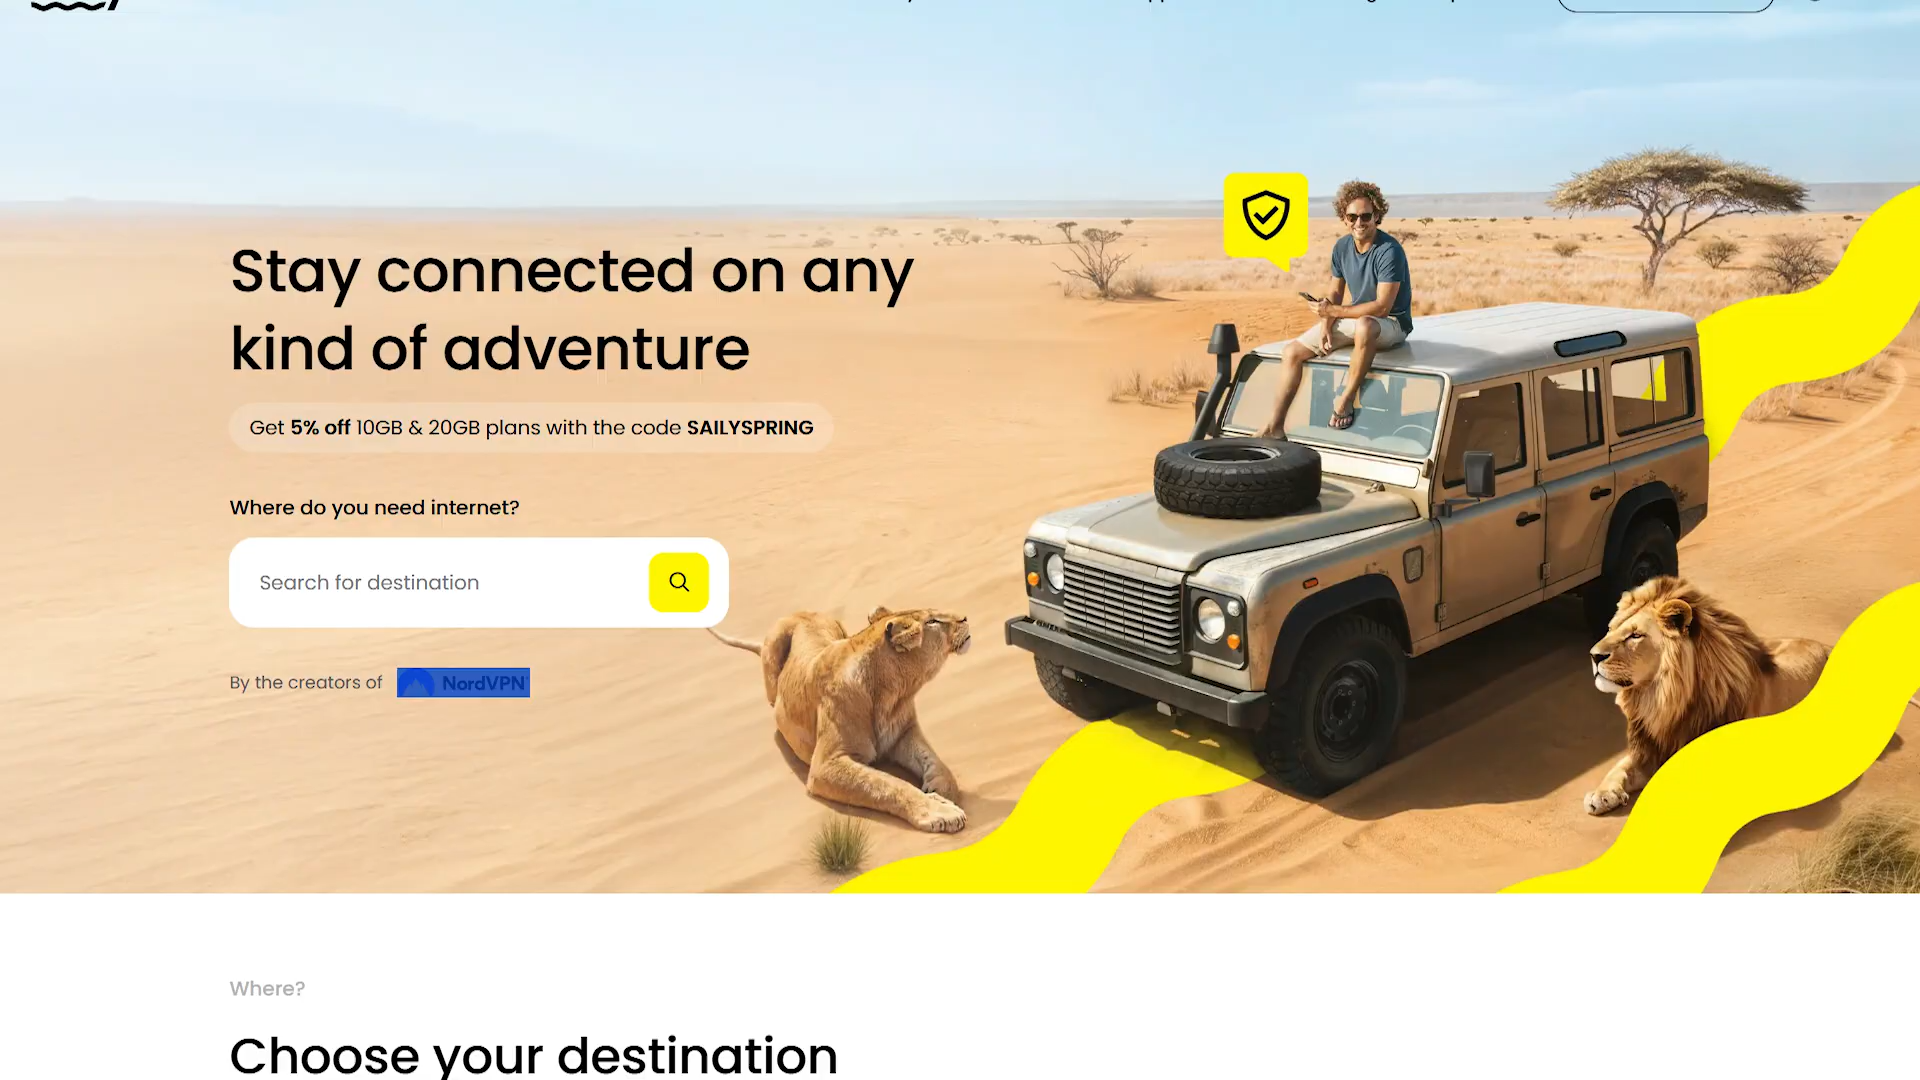 Stay connected on any
kind of adventure
Get 5% off 10GB & 20GB plans with the code SAILYSPRING
Where do you need internet?
Search for destination
By the creators of NordVPN
Where?
Choose your destination